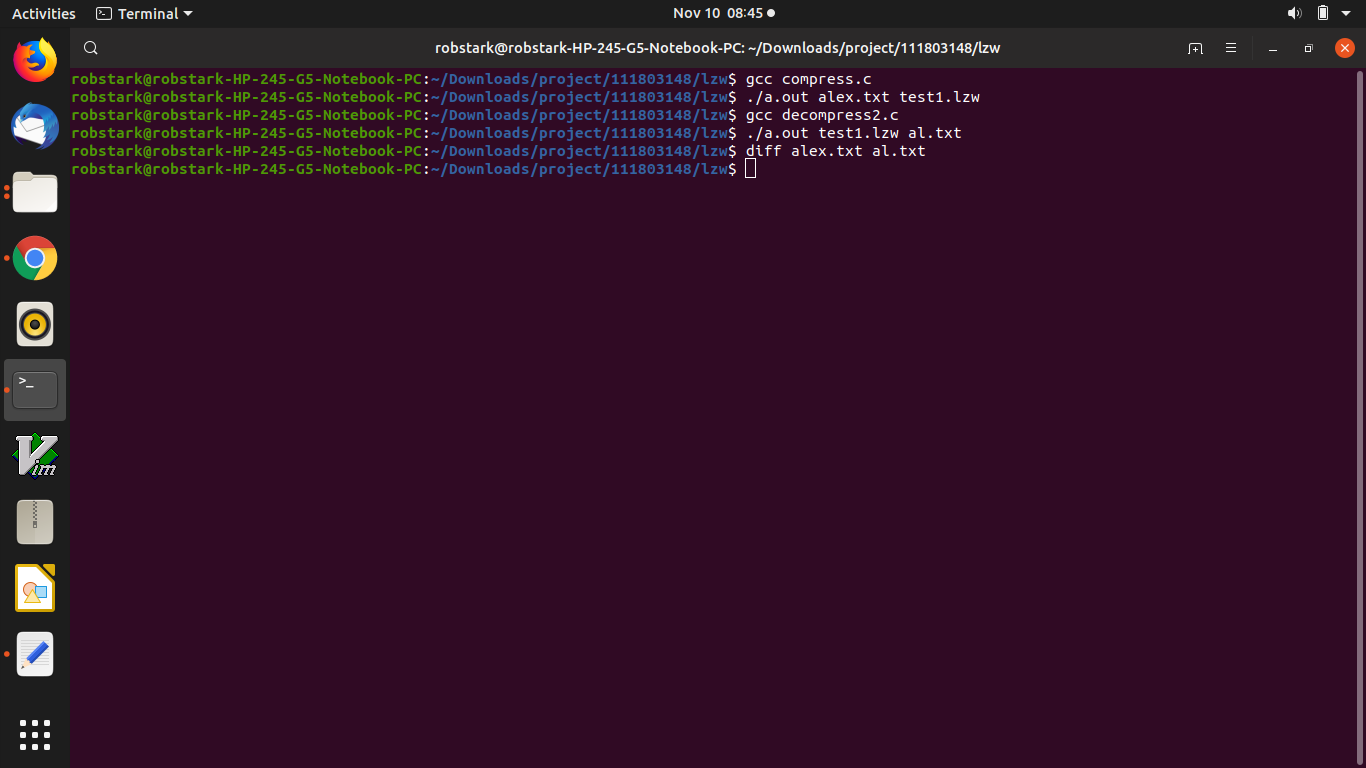 Activities Terminal Nov 10 08:45
robstark@robstark-HP-245-G5-Notebook-PC: ~/Downloads/project/111803148/lzw
robstark@robstark-HP-245-G5-Notebook-PC:~/Downloads/project/111803148/lzw$ gcc compress.c
robstark@robstark-HP-245-G5-Notebook-PC:~/Downloads/project/111803148/lzw$ ./a.out alex.txt test1.lzw
robstark@robstark-HP-245-G5-Notebook-PC:~/Downloads/project/111803148/lzw$ gcc decompress2.c
robstark@robstark-HP-245-G5-Notebook-PC:~/Downloads/project/111803148/lzw$ ./a.out test1.lzw al.txt
robstark@robstark-HP-245-G5-Notebook-PC:~/Downloads/project/111803148/lzw$ diff alex.txt al.txt
robstark@robstark-HP-245-G5-Notebook-PC:~/Downloads/project/111803148/lzw$
>_
Vim